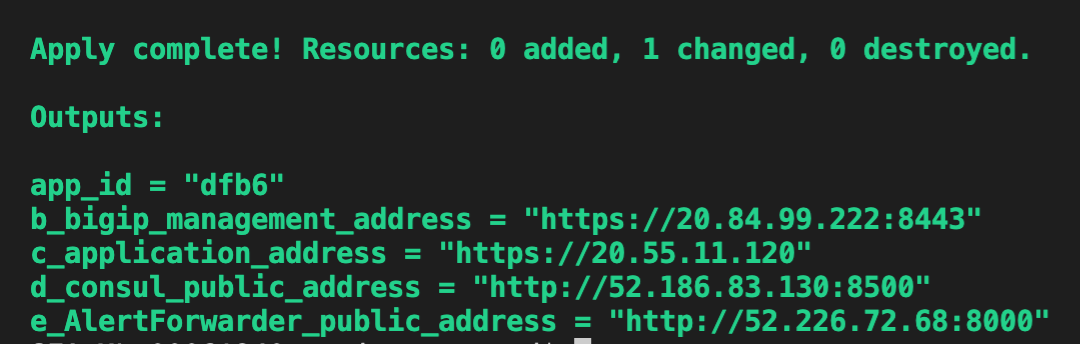 Apply complete! Resources: 0 added, 1 changed, 0 destroyed.
Outputs:
app_id = "dfb6"
b_bigip_management_address = "https://20.84.99.222:8443"
c_application_address = "https://20.55.11.120"
d_consul_public_address = "http://52.186.83.130:8500"
e_AlertForwarder_public_address = "http://52.226.72.68:8000"